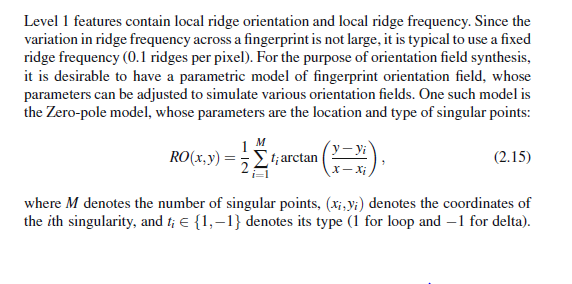 Level 1 features contain local ridge orientation and local ridge frequency. Since the
variation in ridge frequency across a fingerprint is not large, it is typical to use a fixed
ridge frequency (0.1 ridges per pixel). For the purpose of orientation field synthesis,
it is desirable to have a parametric model of fingerprint orientation field, whose
parameters can be adjusted to simulate various orientation fields. One such model is
the Zero-pole model, whose parameters are the location and type of singular points:
RO(x,y) = \frac{1}{2} \sum_{i=1}^{M} t_i \arctan \left( \frac{y - y_i}{x - x_i} \right), (2.15)
where M denotes the number of singular points, (x_i, y_i) denotes the coordinates of
the ith singularity, and t_i ∈ {1,−1} denotes its type (1 for loop and −1 for delta).